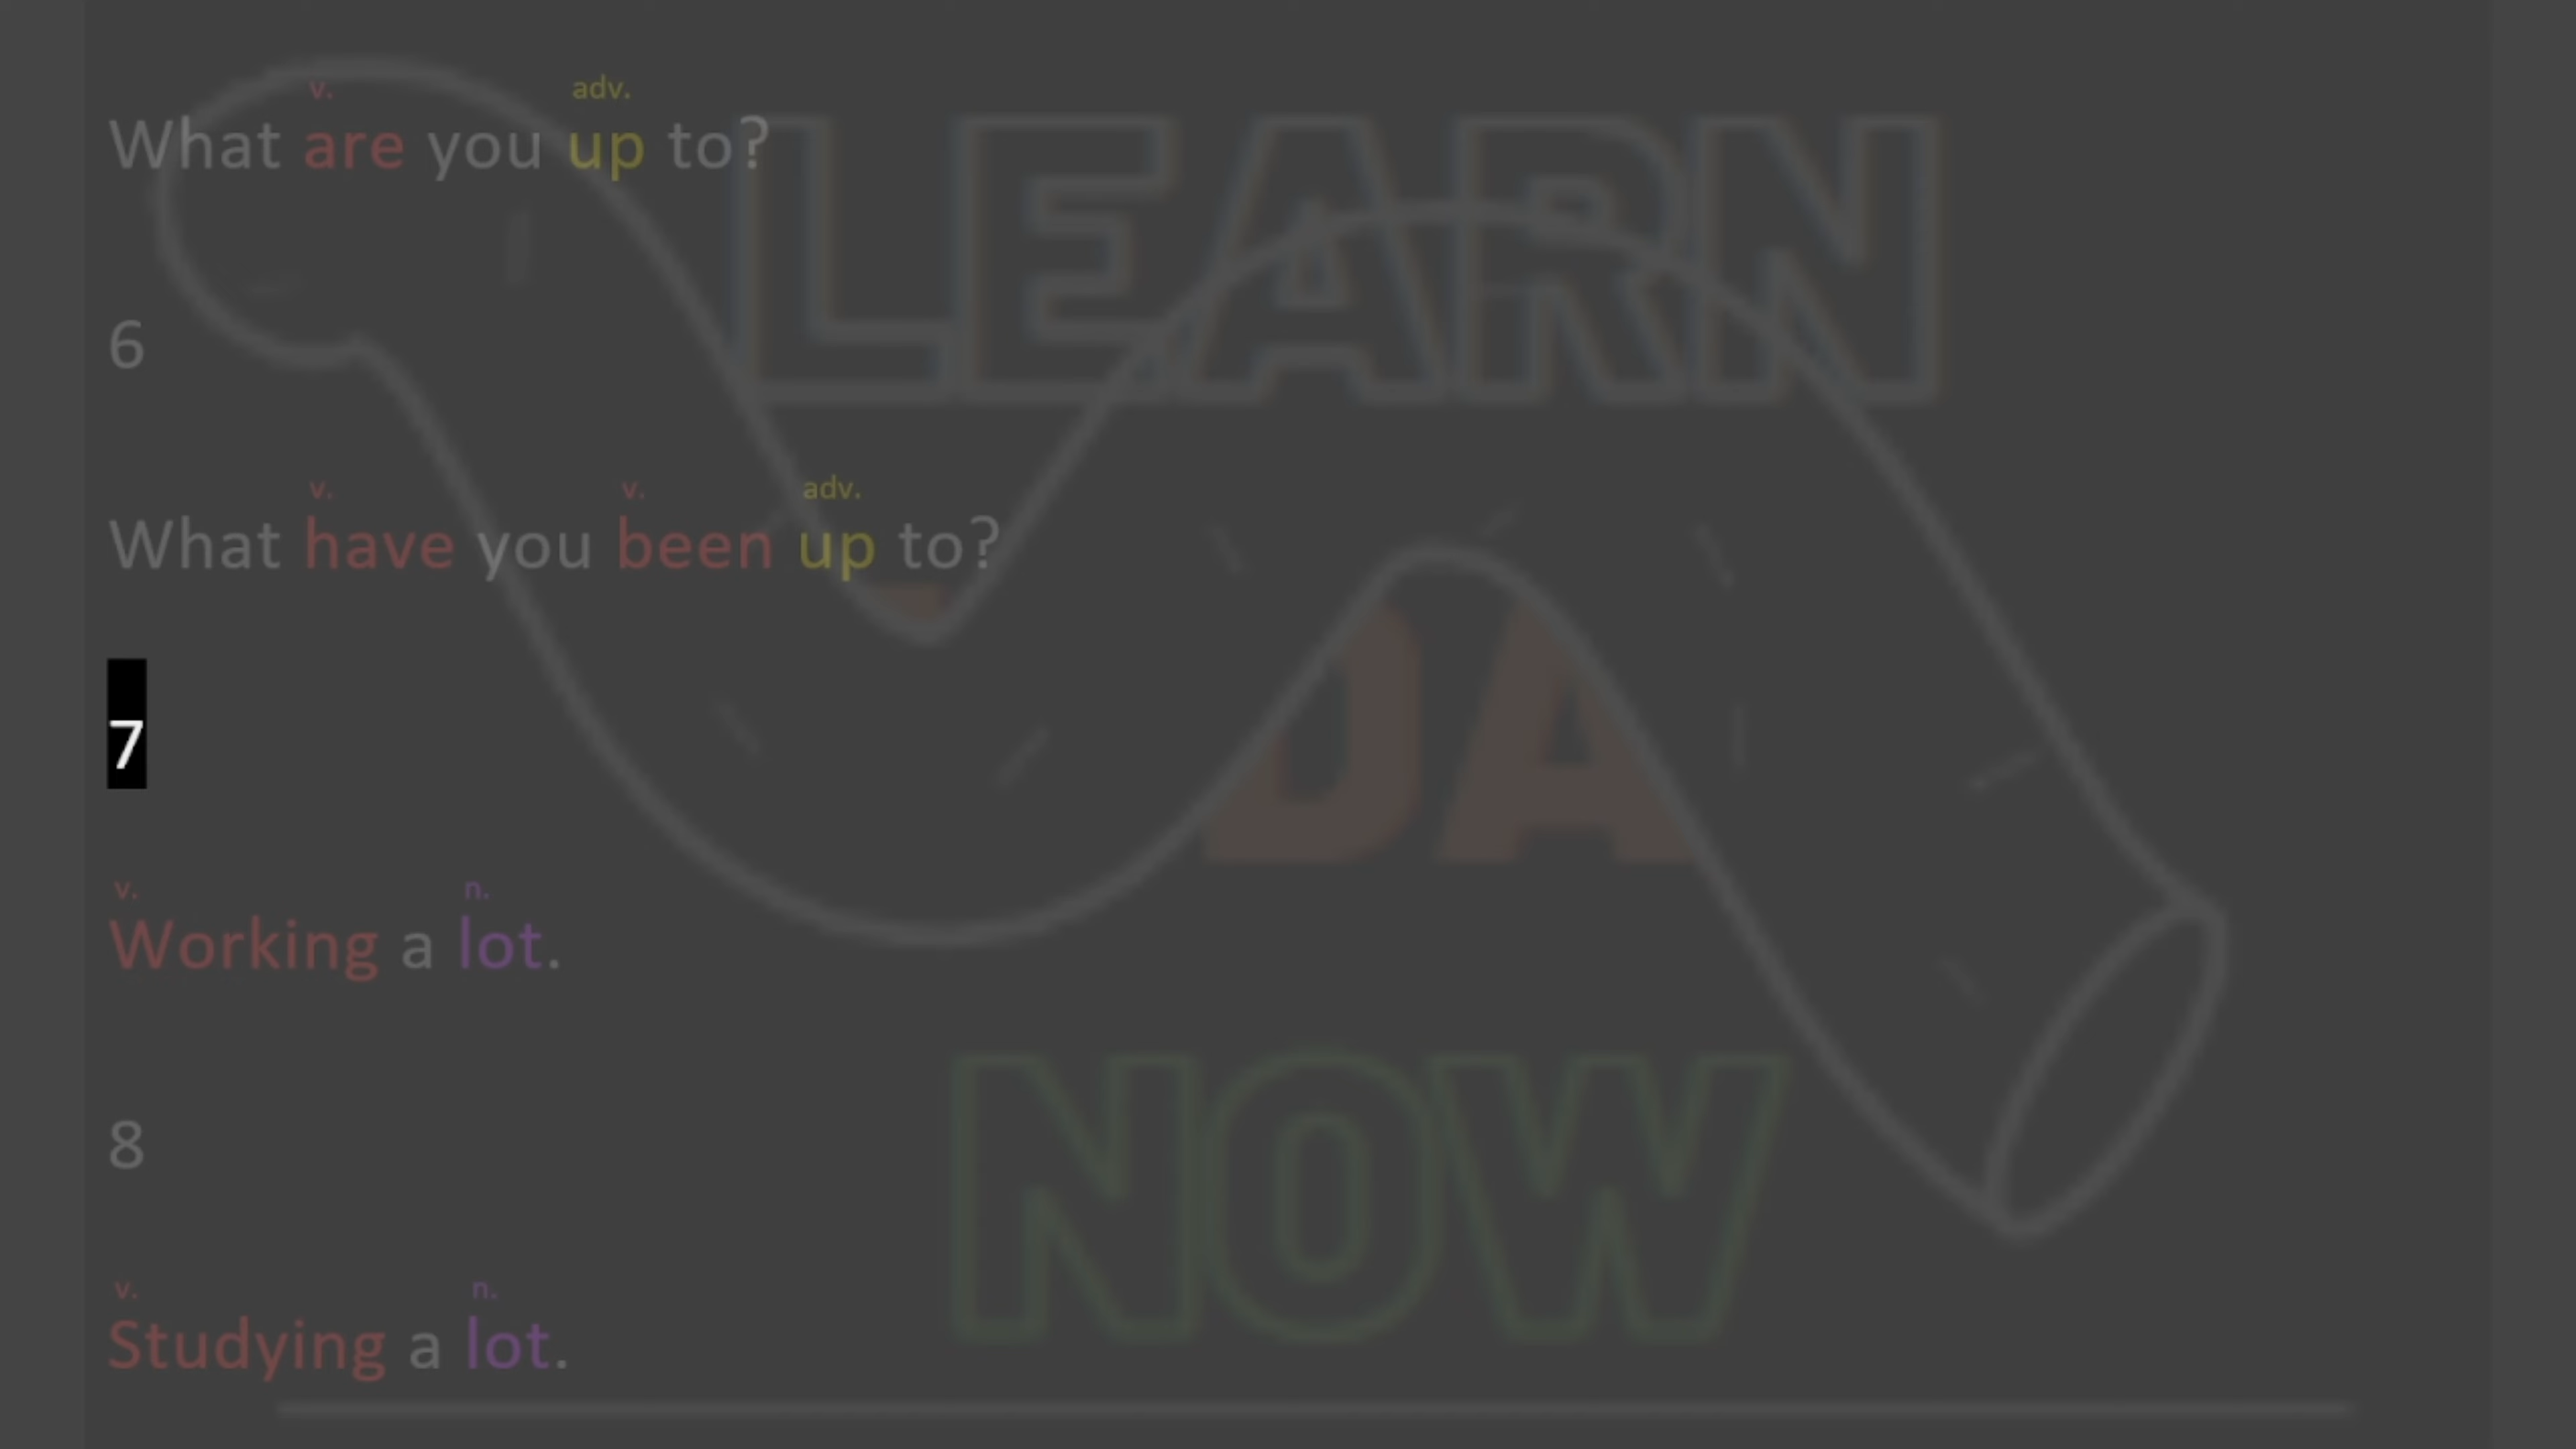 v. adv.
What are you up to?
6
v. v. adv.
What have you been up to?
7
v. n.
Working a lot.
8
v. n.
Studying a lot.
LEARN
DA
NOW